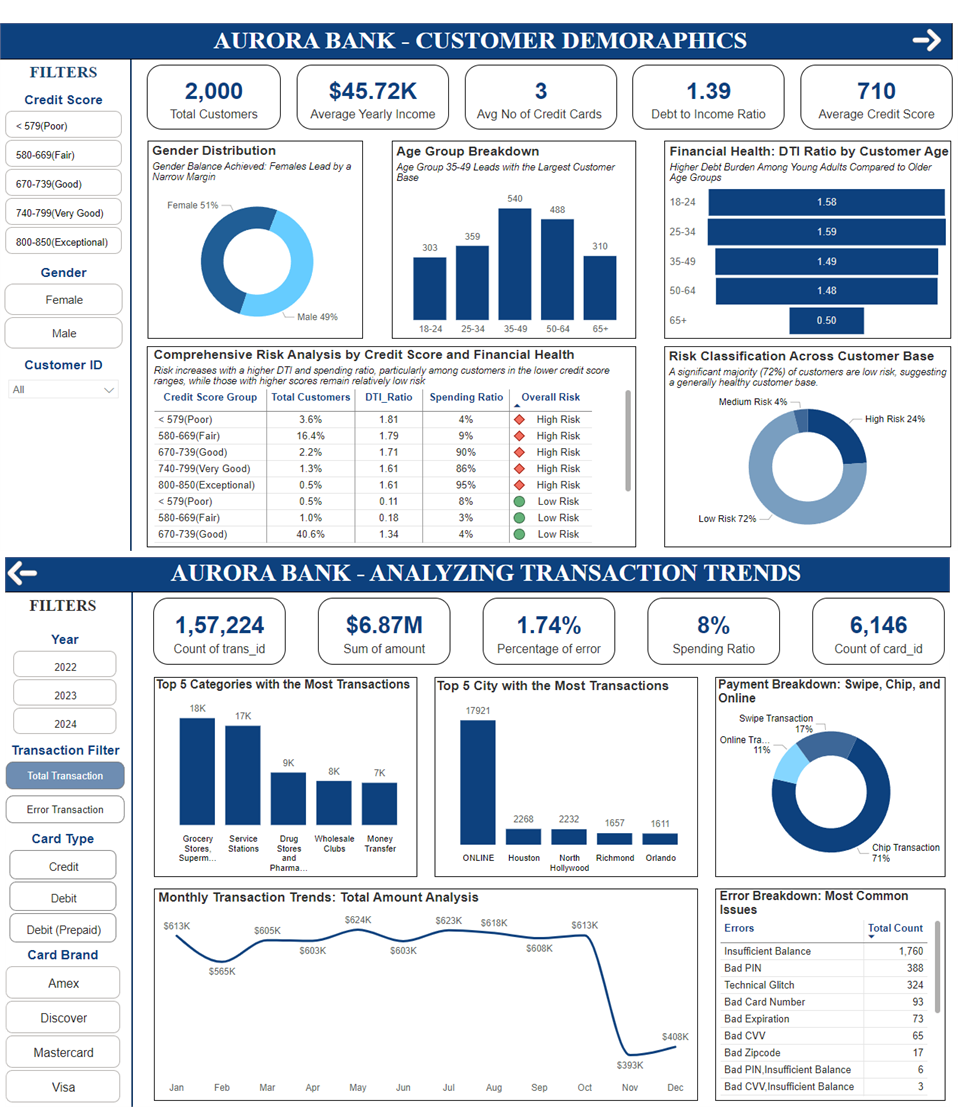 AURORA BANK - CUSTOMER DEMORAPHICS
FILTERS
Credit Score
< 579(Poor)
580-669(Fair)
670-739(Good)
740-799(Very Good)
800-850(Exceptional)
Gender
Female
Male
Customer ID
All
2,000
Total Customers
$45.72K
Average Yearly Income
3
Avg No of Credit Cards
1.39
Debt to Income Ratio
710
Average Credit Score
Gender Distribution
Gender Balance Achieved: Females Lead by a
Narrow Margin
Female 51%
Male 49%
Age Group Breakdown
Age Group 35-49 Leads with the Largest Customer
Base
303
359
540
488
310
18-24
25-34
35-49
50-64
65+
Financial Health: DTI Ratio by Customer Age
Higher Debt Burden Among Young Adults Compared to Older
Age Groups
18-24 1.58
25-34 1.59
35-49 1.49
50-64 1.48
65+ 0.50
Comprehensive Risk Analysis by Credit Score and Financial Health
Risk increases with a higher DTI and spending ratio, particularly among customers in the lower credit score
ranges, while those with higher scores remain relatively low risk
Credit Score Group Total Customers DTI_Ratio Spending Ratio Overall Risk
< 579(Poor) 3.6% 1.81 4% High Risk
580-669(Fair) 16.4% 1.79 9% High Risk
670-739(Good) 2.2% 1.71 90% High Risk
740-799(Very Good) 1.3% 1.61 86% High Risk
800-850(Exceptional) 0.5% 1.61 95% High Risk
< 579(Poor) 0.5% 0.11 8% Low Risk
580-669(Fair) 1.0% 0.18 3% Low Risk
670-739(Good) 40.6% 1.34 4% Low Risk
Risk Classification Across Customer Base
A significant majority (72%) of customers are low risk, suggesting
a generally healthy customer base.
Medium Risk 4%
High Risk 24%
Low Risk 72%
AURORA BANK - ANALYZING TRANSACTION TRENDS
FILTERS
Year
2022
2023
2024
Transaction Filter
Total Transaction
Error Transaction
Card Type
Credit
Debit
Debit (Prepaid)
Card Brand
Amex
Discover
Mastercard
Visa
1,57,224
Count of trans_id
$6.87M
Sum of amount
1.74%
Percentage of error
8%
Spending Ratio
6,146
Count of card_id
Top 5 Categories with the Most Transactions
18K
17K
9K
8K
7K
Grocery
Stores,
Superm...
Service
Stations
Drug
Stores
and
Pharma...
Wholesale
Clubs
Money
Transfer
Top 5 City with the Most Transactions
17921
2268
2232
1657
1611
ONLINE
Houston
North
Hollywood
Richmond
Orlando
Payment Breakdown: Swipe, Chip, and
Online
Swipe Transaction
17%
Online Tra...
11%
Chip Transaction
71%
Monthly Transaction Trends: Total Amount Analysis
$613K
$565K
$605K
$603K
$624K
$603K
$623K
$618K
$608K
$613K
$393K
$408K
Jan Feb Mar Apr May Jun Jul Aug Sep Oct Nov Dec
Error Breakdown: Most Common
Issues
Errors Total Count
Insufficient Balance 1,760
Bad PIN 388
Technical Glitch 324
Bad Card Number 93
Bad Expiration 73
Bad CVV 65
Bad Zipcode 17
Bad PIN,Insufficient Balance 6
Bad CVV,Insufficient Balance 3